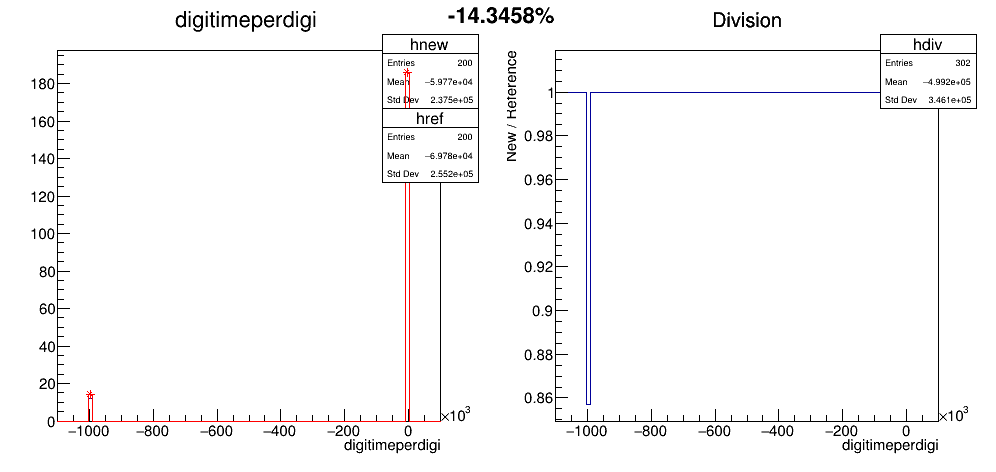 digitimeperdigi
-14.3458%
Division
hnew
Entries 200
Mean −5.977e+04
Std Dev 2.375e+05
href
Entries 200
Mean −6.978e+04
Std Dev 2.552e+05
180
160
140
120
100
80
60
40
20
0
−1000 −800 −600 −400 −200 0
×10³
digitimeperdigi
hdiv
Entries 302
Mean −4.992e+05
Std Dev 3.461e+05
New / Reference
1
0.98
0.96
0.94
0.92
0.9
0.88
0.86
−1000 −800 −600 −400 −200 0
×10³
digitimeperdigi